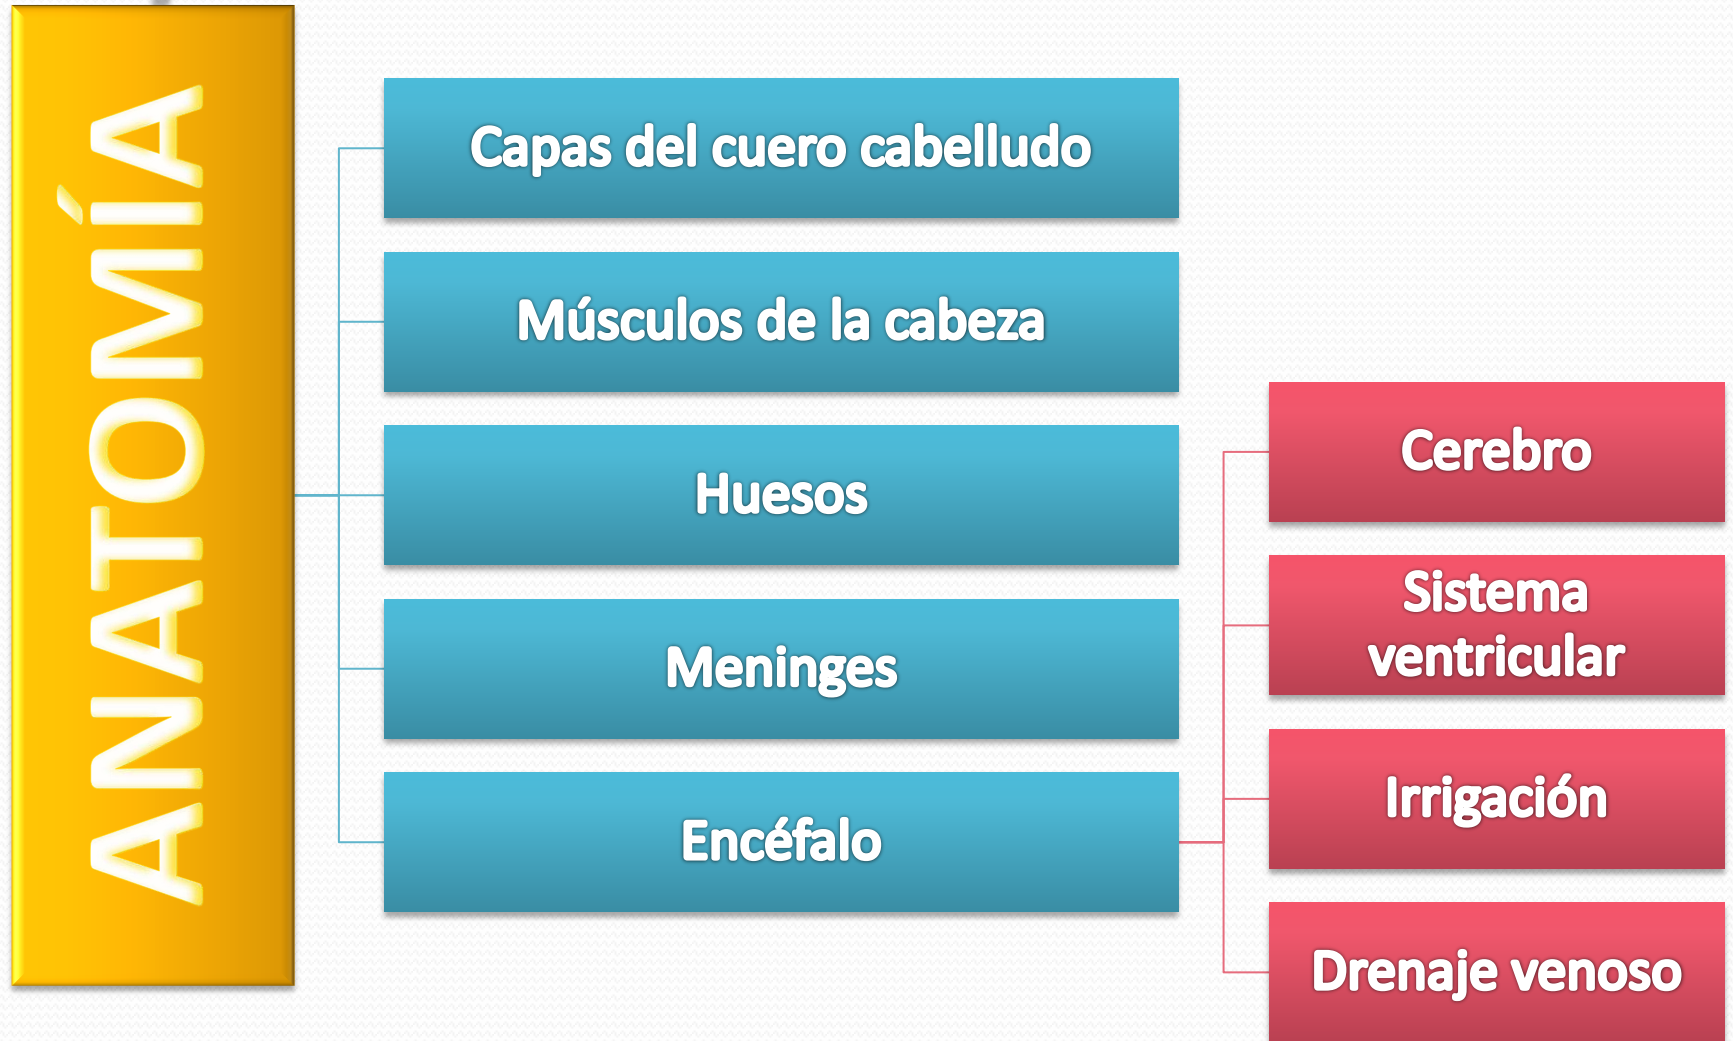 ANATOMÍA
Capas del cuero cabelludo
Músculos de la cabeza
Huesos
Meninges
Encéfalo
Cerebro
Sistema
ventricular
Irrigación
Drenaje venoso